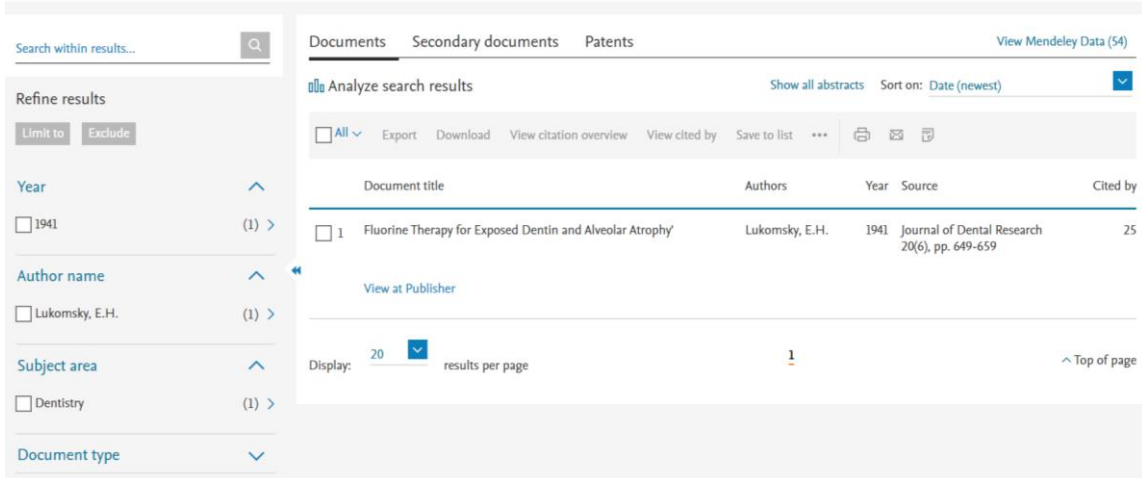 Search within results...
Refine results
Limit to Exclude
Year
1941 (1)
Author name
Lukomsky, E.H. (1)
Subject area
Dentistry (1)
Document type
Documents Secondary documents Patents View Mendeley Data (54)
Analyze search results Show all abstracts Sort on: Date (newest)
All Export Download View citation overview View cited by Save to list ...
Document title Authors Year Source Cited by
1 Fluorine Therapy for Exposed Dentin and Alveolar Atrophy' Lukomsky, E.H. 1941 Journal of Dental Research 25
20(6), pp. 649-659
View at Publisher
Display: 20 results per page 1 Top of page